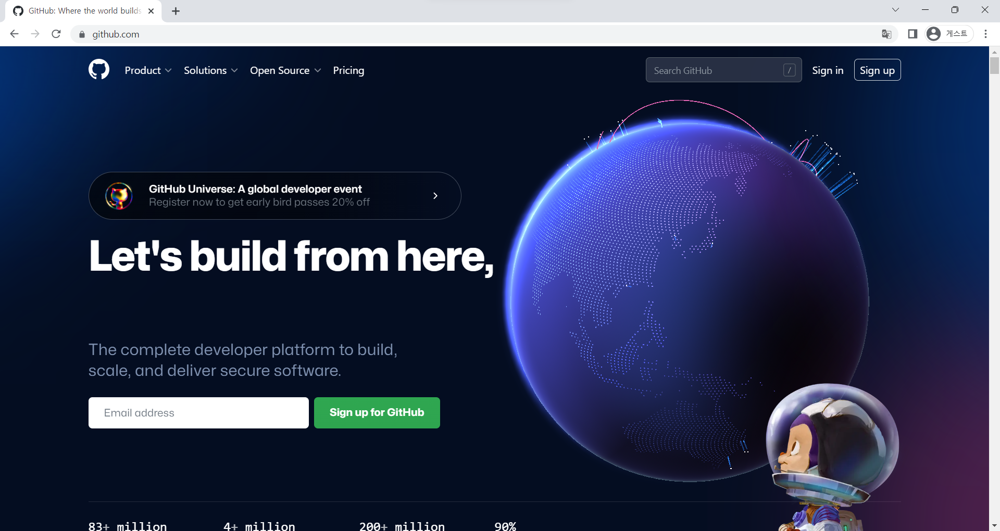 GitHub: Where the world builds
github.com
게스트
Product
Solutions
Open Source
Pricing
Search GitHub
/
Sign in
Sign up
GitHub Universe: A global developer event
Register now to get early bird passes 20% off
Let's build from here,
The complete developer platform to build,
scale, and deliver secure software.
Email address
Sign up for GitHub
83+ million
4+ million
200+ million
90%